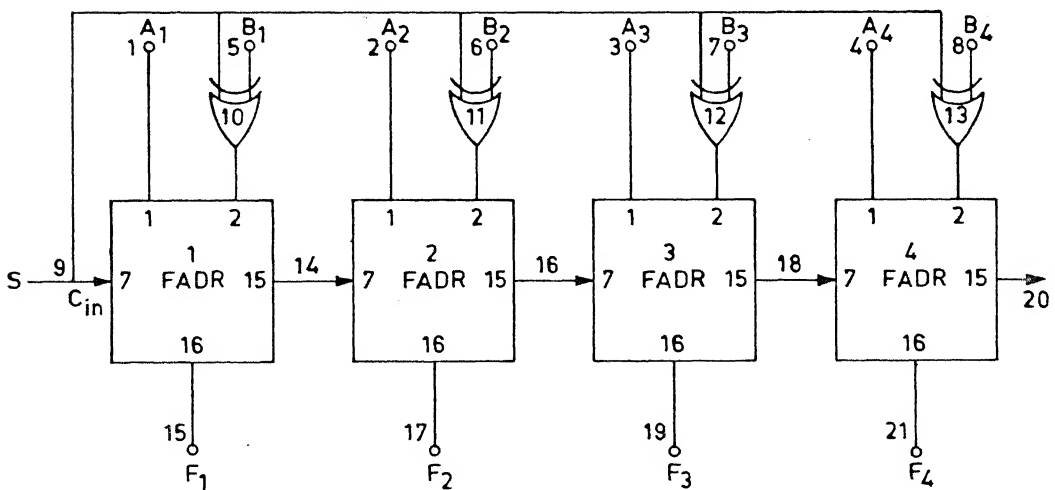 A1 B1 A2 B2 A3 B3 A4 B4
1 5 2 6 3 7 4 8
10 11 12 13
1 2 1 2 1 2 1 2
1 2 3 4
S 9 7 FADR 15 14 7 FADR 15 16 7 FADR 15 18 7 FADR 15 20
Cin
16 16 16 16
15 17 19 21
F1 F2 F3 F4